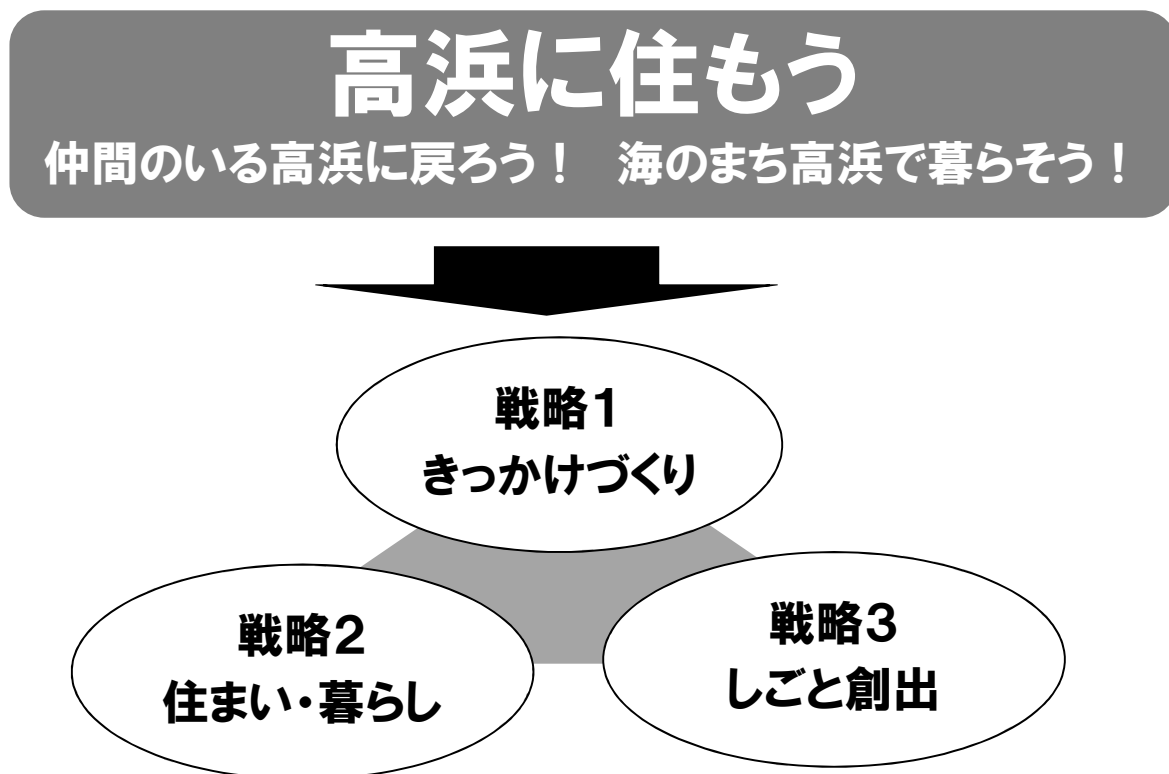 高浜に住もう
仲間のいる高浜に戻ろう！　海のまち高浜で暮らそう！
戦略１
きっかけづくり
戦略２
住まい・暮らし
戦略３
しごと創出